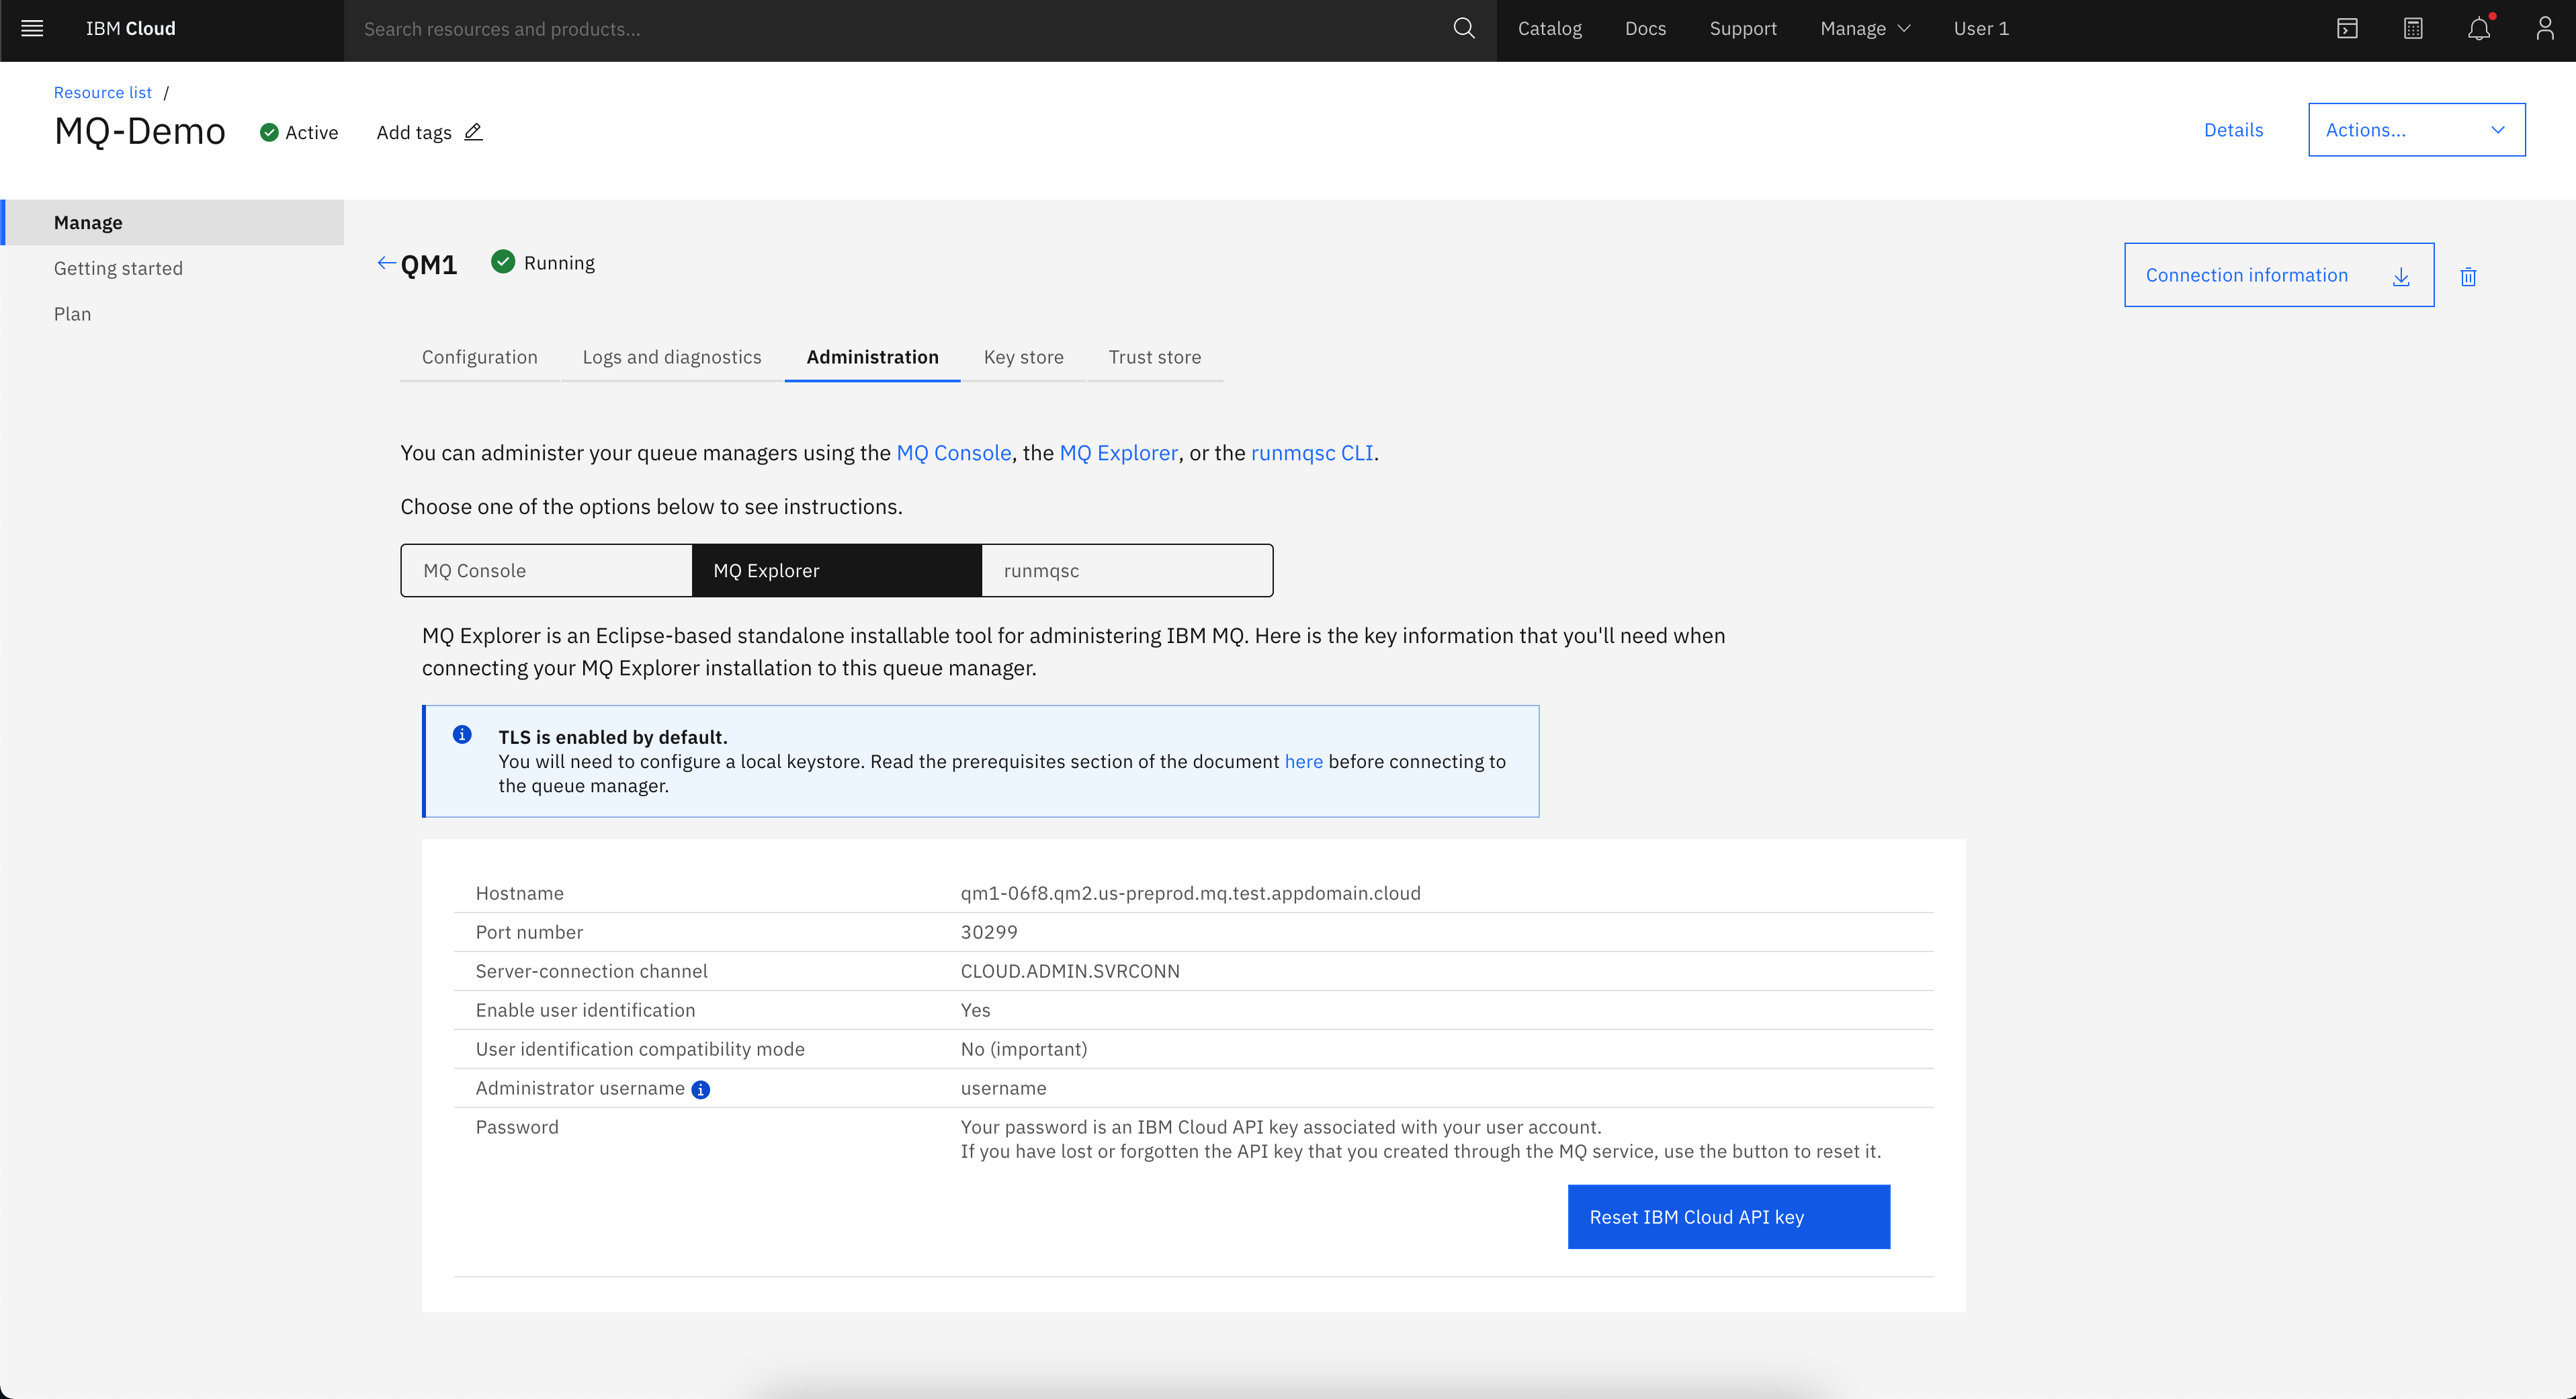 IBM Cloud
Search resources and products...
Catalog
Docs
Support
Manage
User 1
Resource list /
MQ-Demo
Active
Add tags
Details
Actions...
Manage
Getting started
Plan
QM1
Running
Connection information
Configuration
Logs and diagnostics
Administration
Key store
Trust store
You can administer your queue managers using the MQ Console, the MQ Explorer, or the runmqsc CLI.
Choose one of the options below to see instructions.
MQ Console
MQ Explorer
runmqsc
MQ Explorer is an Eclipse-based standalone installable tool for administering IBM MQ. Here is the key information that you'll need when
connecting your MQ Explorer installation to this queue manager.
TLS is enabled by default.
You will need to configure a local keystore. Read the prerequisites section of the document here before connecting to
the queue manager.
Hostname qm1-06f8.qm2.us-preprod.mq.test.appdomain.cloud
Port number 30299
Server-connection channel CLOUD.ADMIN.SVRCONN
Enable user identification Yes
User identification compatibility mode No (important)
Administrator username username
Password Your password is an IBM Cloud API key associated with your user account.
If you have lost or forgotten the API key that you created through the MQ service, use the button to reset it.
Reset IBM Cloud API key